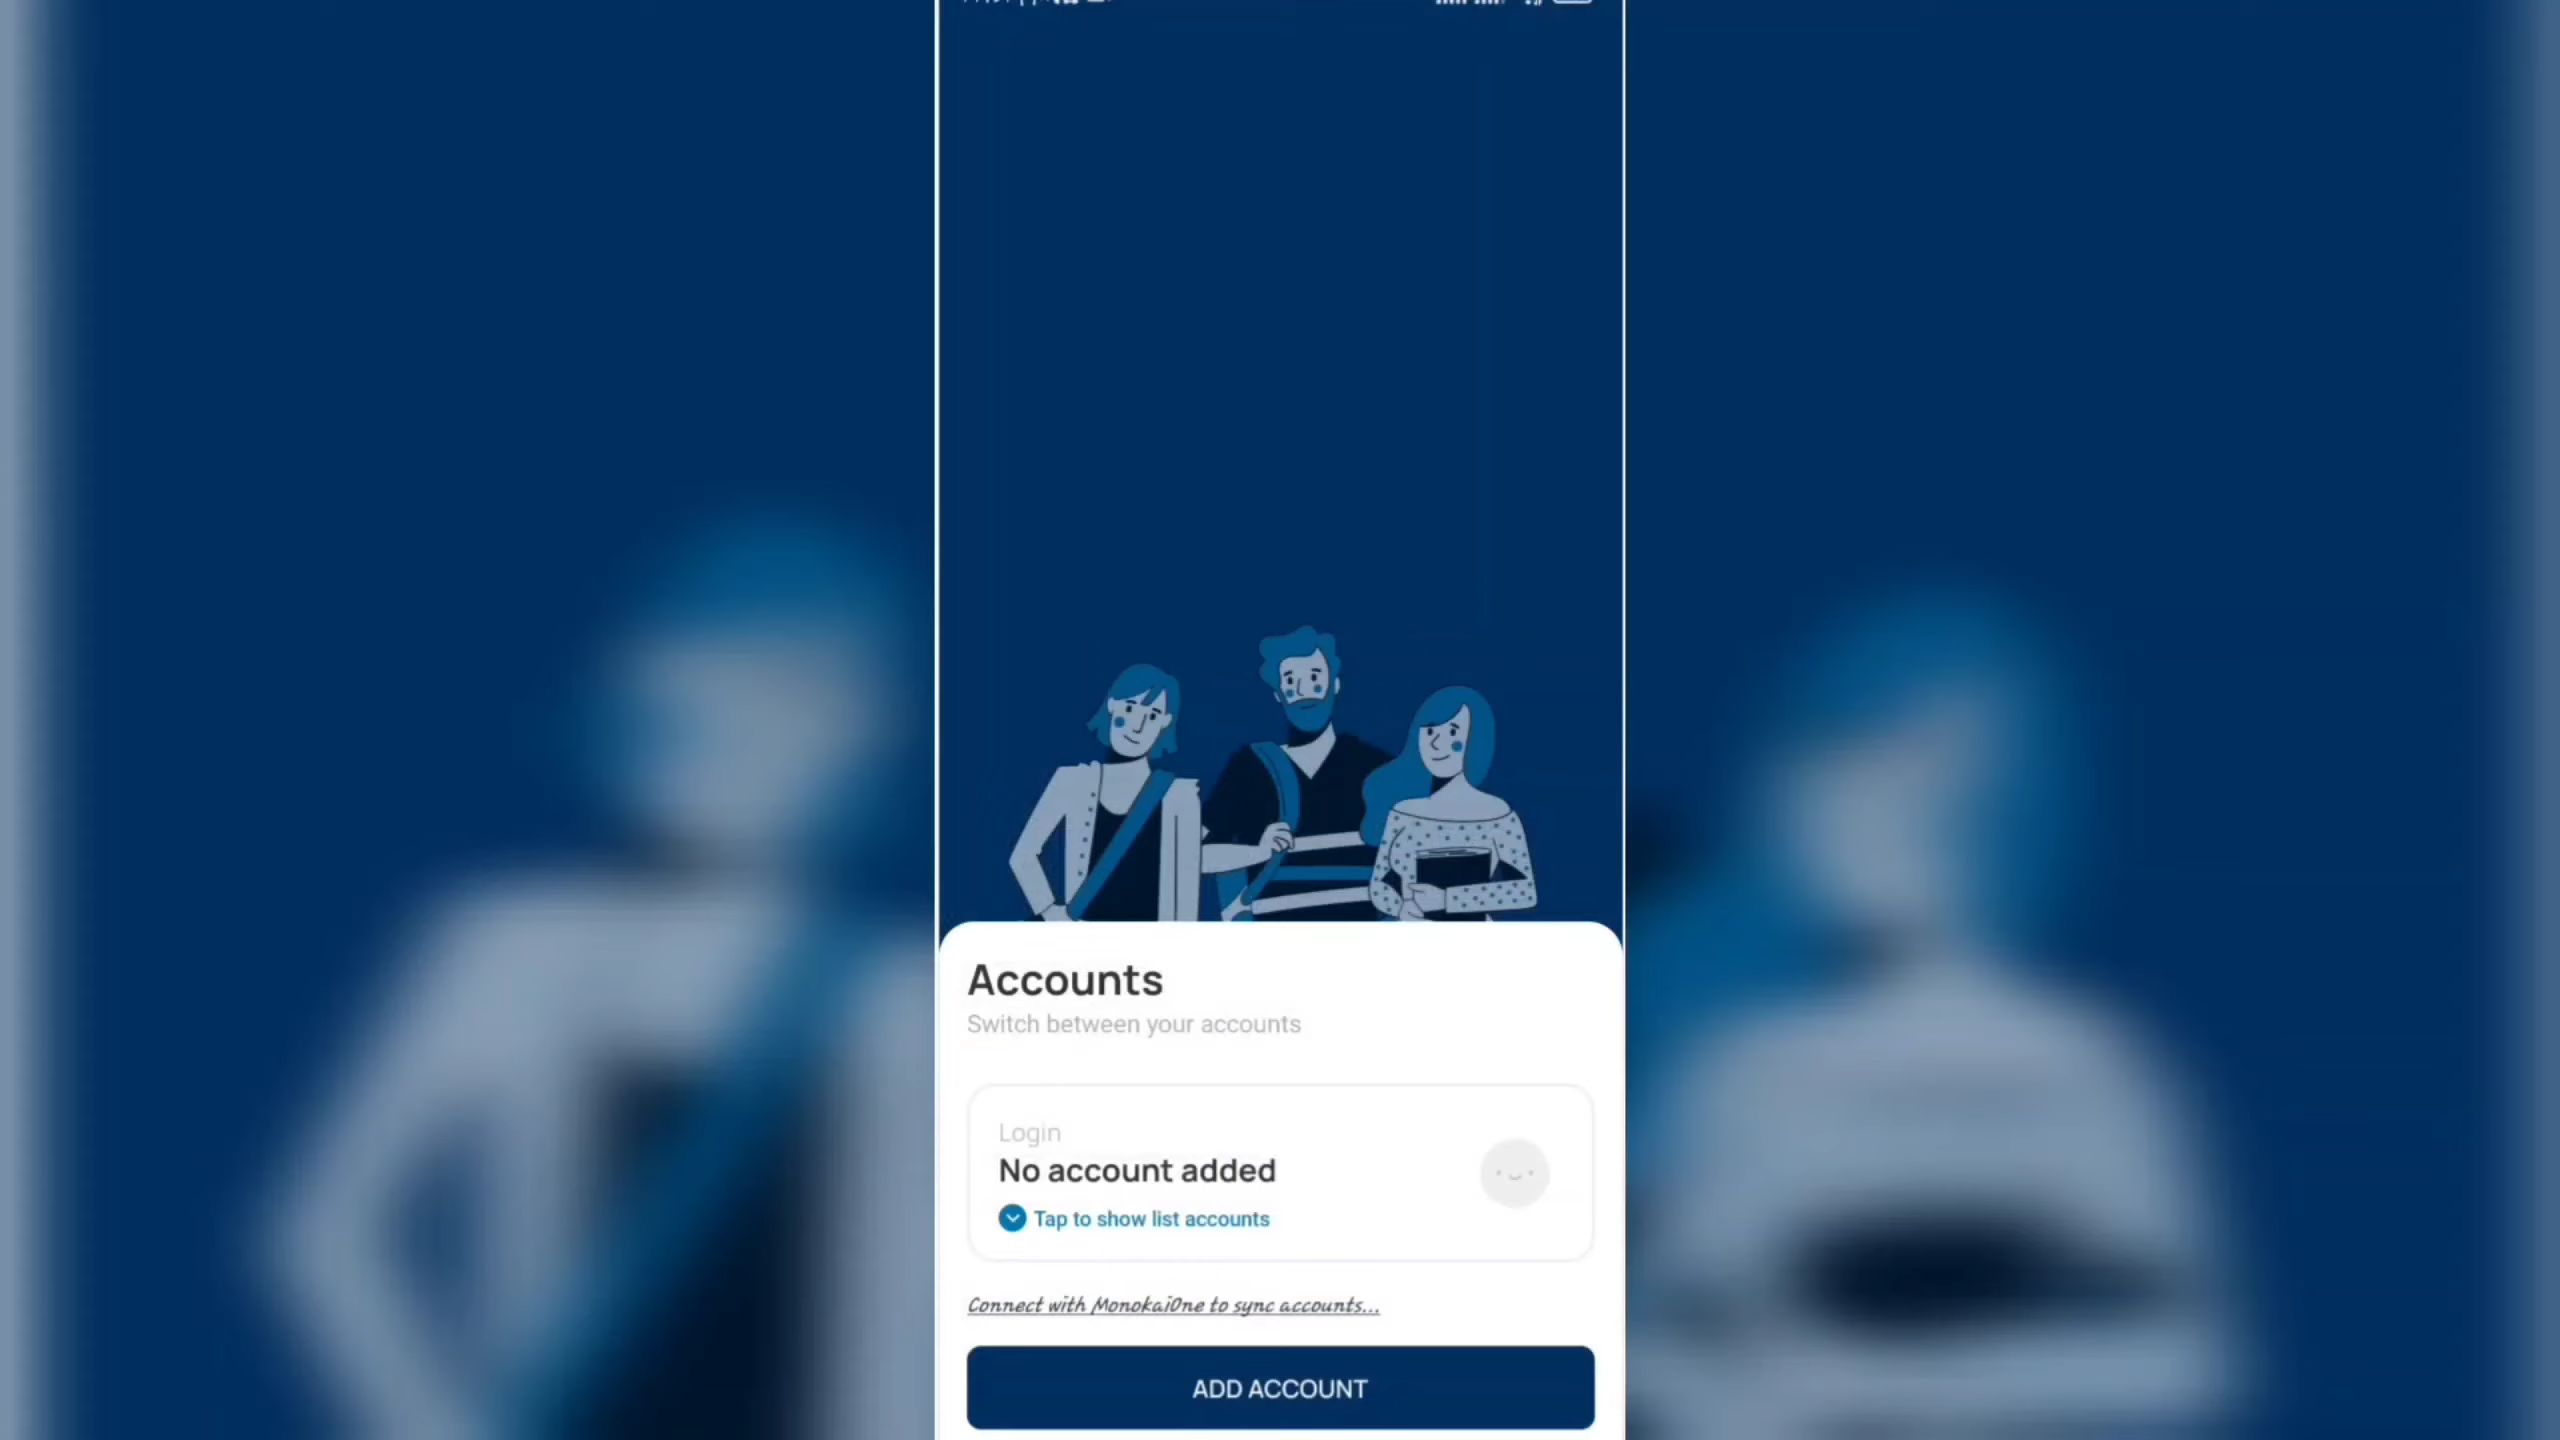 Accounts
Switch between your accounts
Login
No account added
Tap to show list accounts
Connect with MonokaiOne to sync accounts...
ADD ACCOUNT